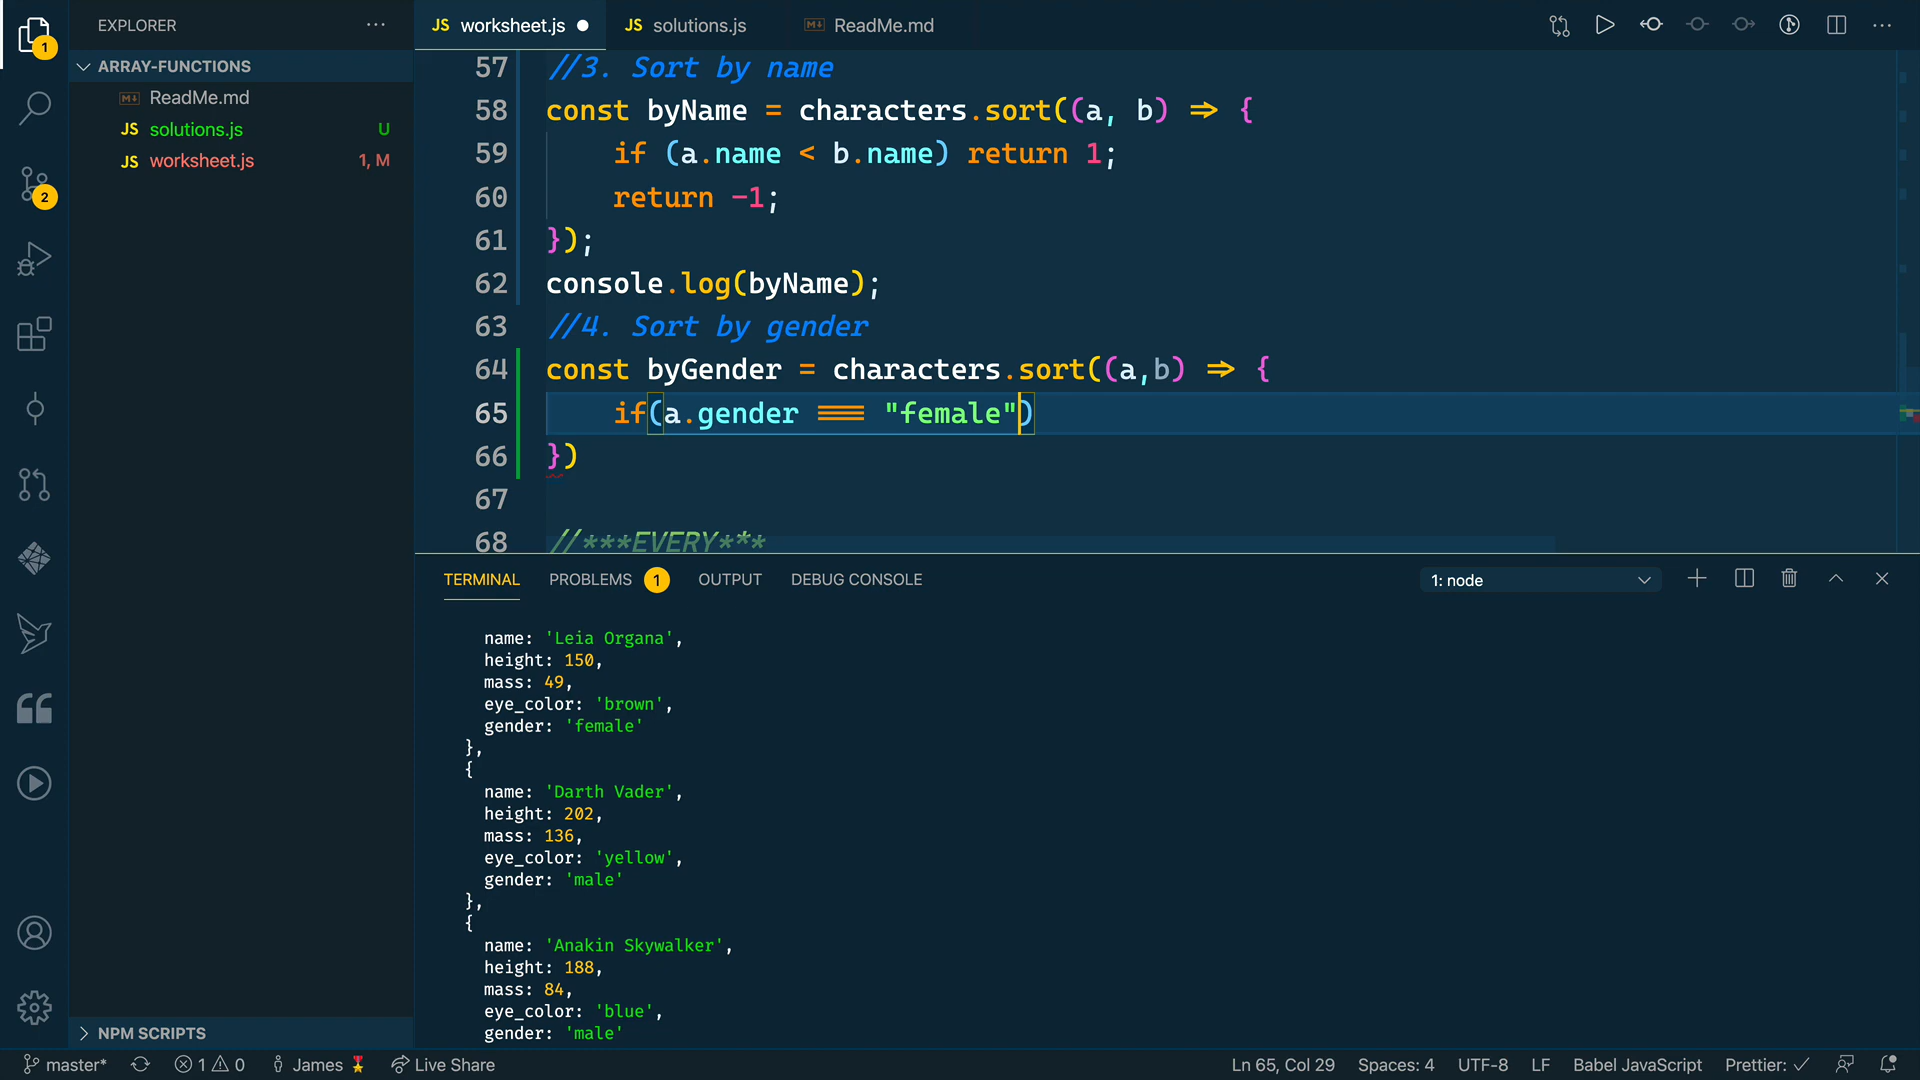 EXPLORER
ARRAY-FUNCTIONS
ReadMe.md
JS solutions.js U
JS worksheet.js 1, M
NPM SCRIPTS
1
2
JS worksheet.js
JS solutions.js
ReadMe.md
57 //3. Sort by name
58 const byName = characters.sort((a, b) => {
59 if (a.name < b.name) return 1;
60 return -1;
61 });
62 console.log(byName);
63 //4. Sort by gender
64 const byGender = characters.sort((a,b) => {
65 if(a.gender === "female")
66 })
67
68 //***EVERY***
TERMINAL PROBLEMS 1 OUTPUT DEBUG CONSOLE 1: node
name: 'Leia Organa',
height: 150,
mass: 49,
eye_color: 'brown',
gender: 'female'
},
{
name: 'Darth Vader',
height: 202,
mass: 136,
eye_color: 'yellow',
gender: 'male'
},
{
name: 'Anakin Skywalker',
height: 188,
mass: 84,
eye_color: 'blue',
gender: 'male'
master* 1 0 James Live Share Ln 65, Col 29 Spaces: 4 UTF-8 LF Babel JavaScript Prettier: ✓